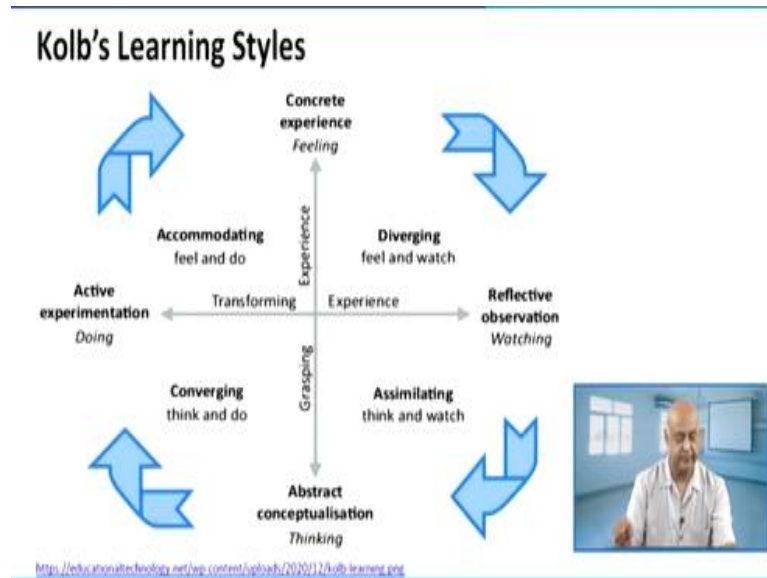 Kolb's Learning Styles
Concrete
experience
Feeling
Accommodating
feel and do
Experience
Diverging
feel and watch
Active
experimentation
Doing
Transforming
Experience
Reflective
observation
Watching
Grasping
Converging
think and do
Assimilating
think and watch
Abstract
conceptualisation
Thinking
https://educationaltechnology.net/wp-content/uploads/2020/12/kolb-learning.png